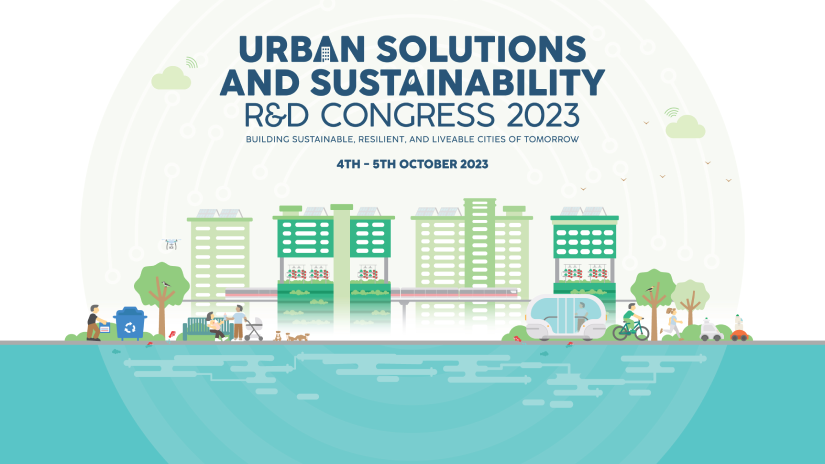 URBAN SOLUTIONS
AND SUSTAINABILITY
R&D CONGRESS 2023
BUILDING SUSTAINABLE, RESILIENT, AND LIVEABLE CITIES OF TOMORROW
4TH - 5TH OCTOBER 2023